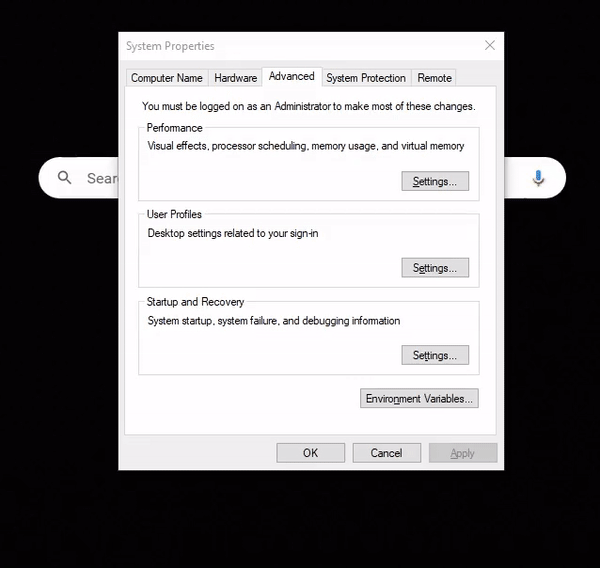 System Properties
Computer Name Hardware Advanced System Protection Remote
You must be logged on as an Administrator to make most of these changes.
Performance
Visual effects, processor scheduling, memory usage, and virtual memory
Sear
Settings...
User Profiles
Desktop settings related to your sign-in
Settings...
Startup and Recovery
System startup, system failure, and debugging information
Settings...
Environment Variables...
OK Cancel Apply